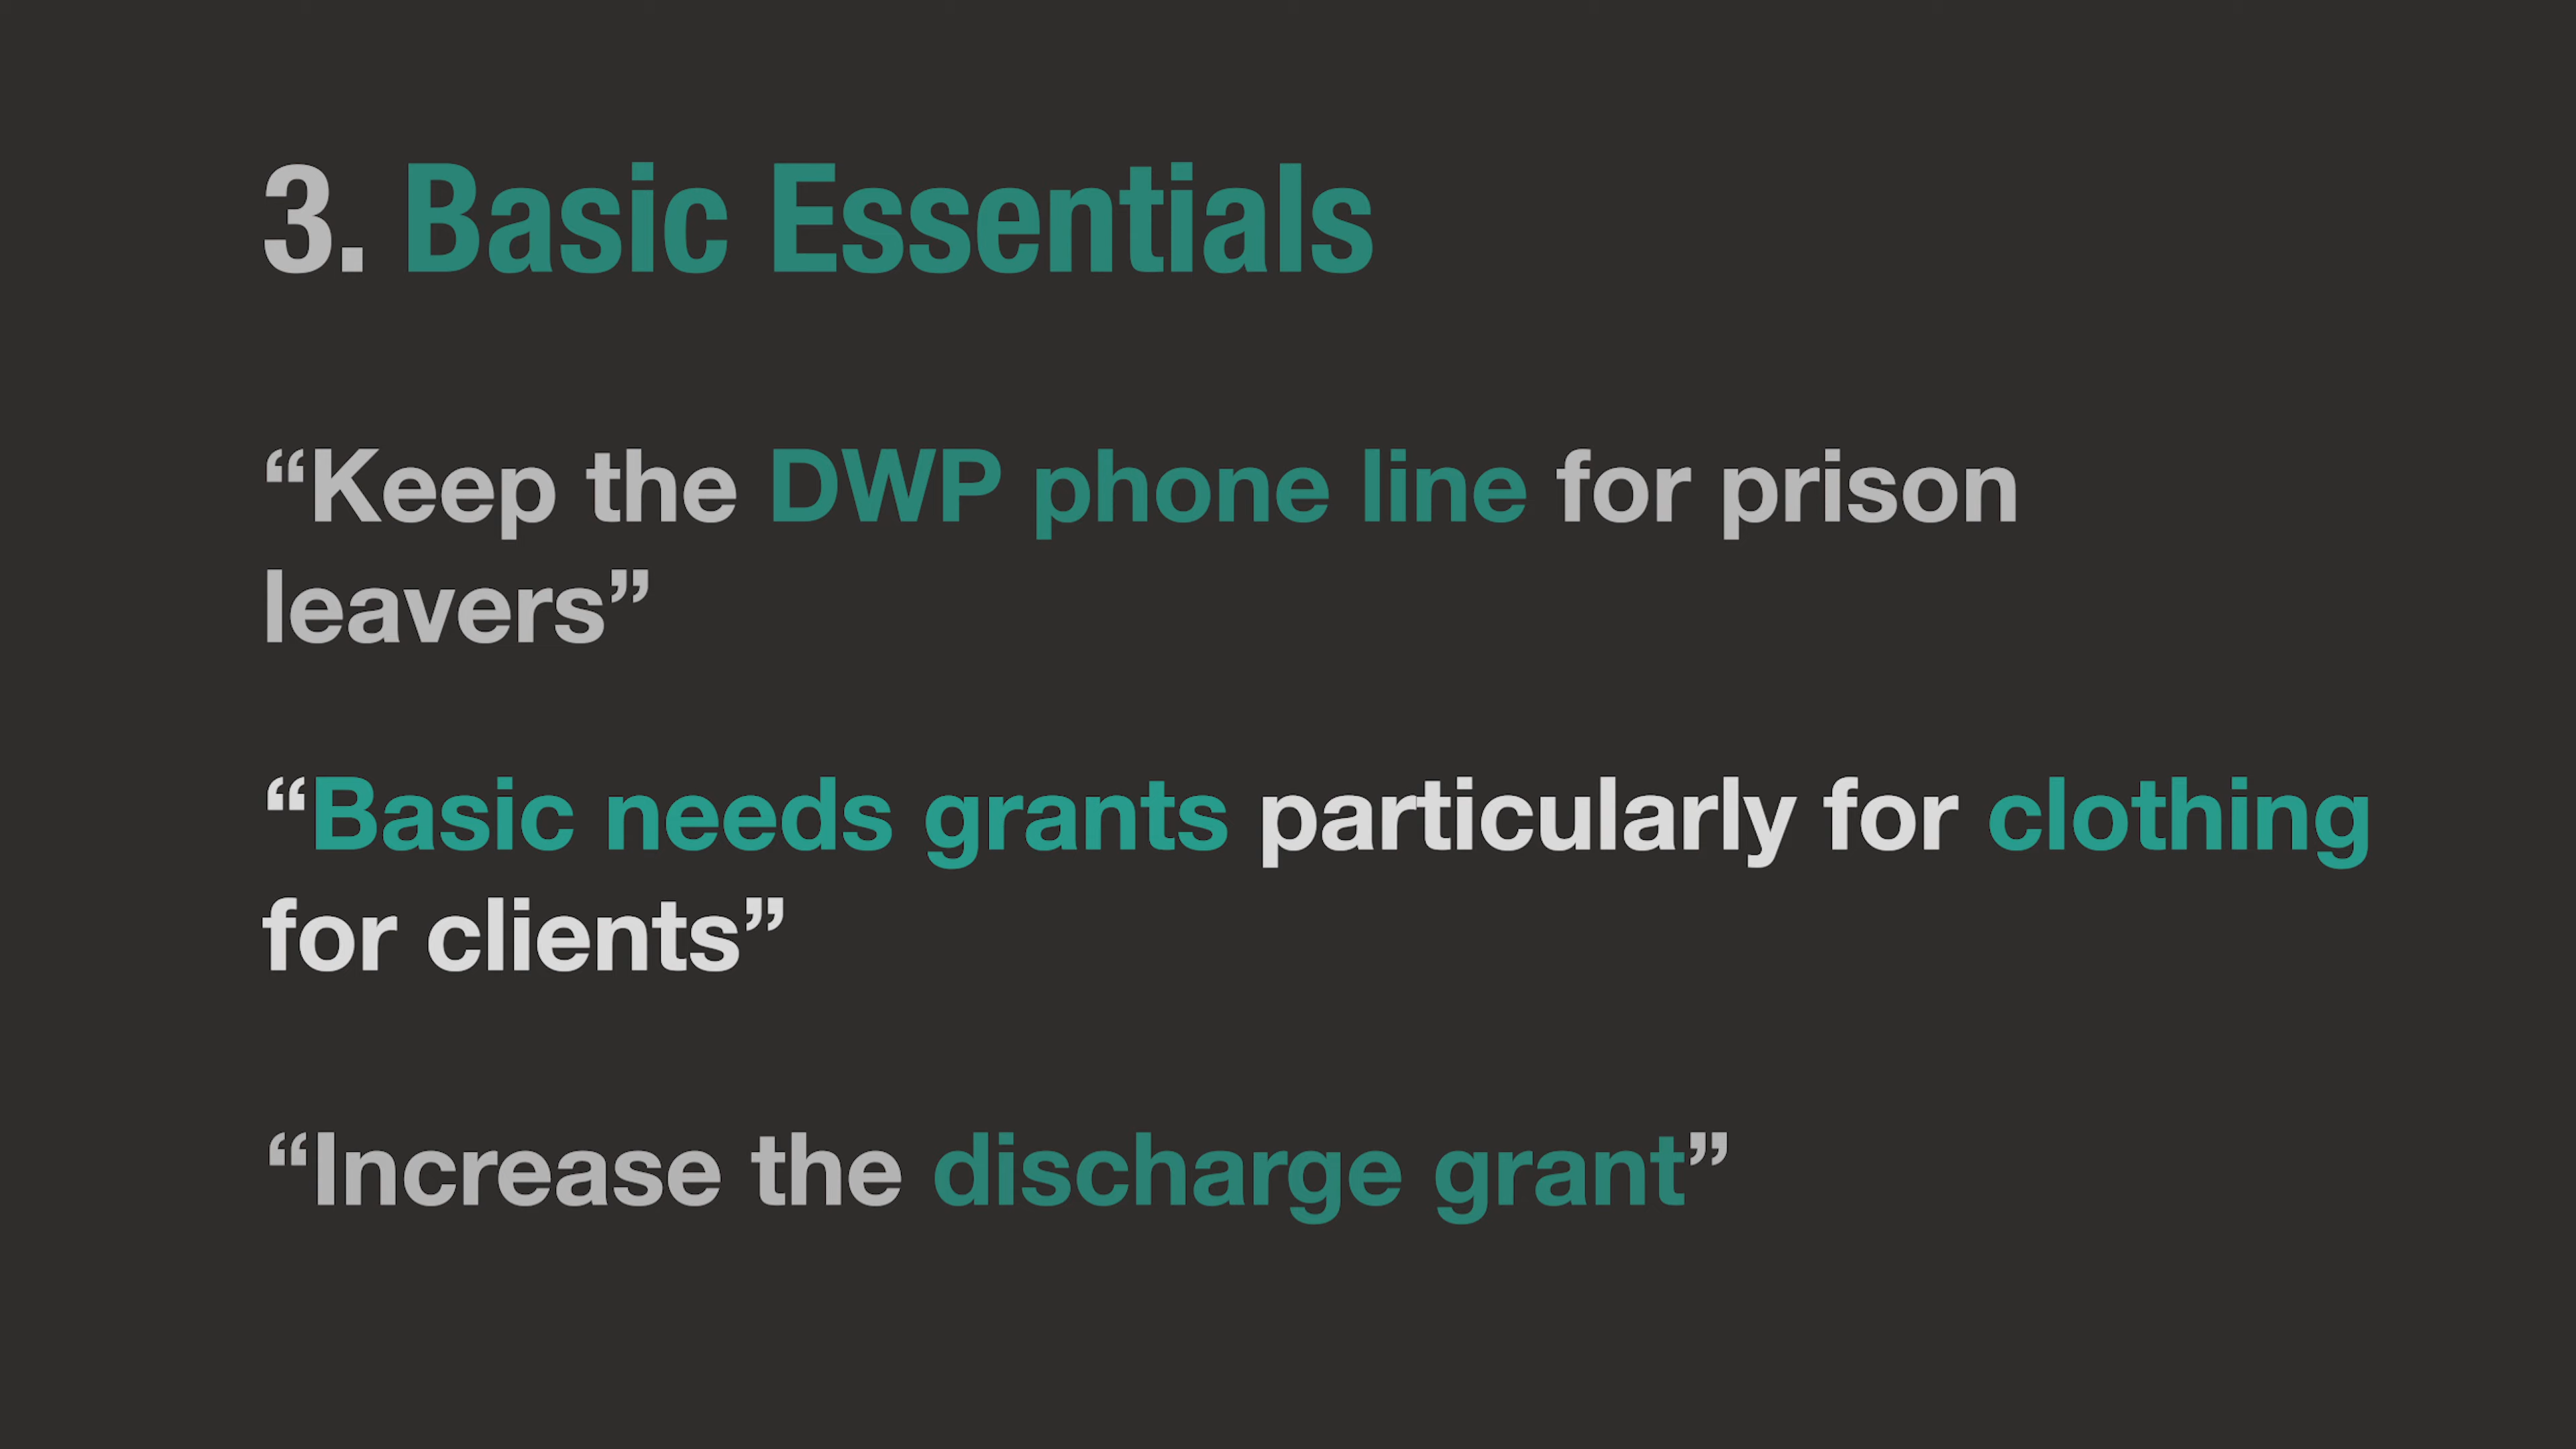 3. Basic Essentials
“Keep the DWP phone line for prison
leavers”
“Basic needs grants particularly for clothing
for clients”
“Increase the discharge grant”